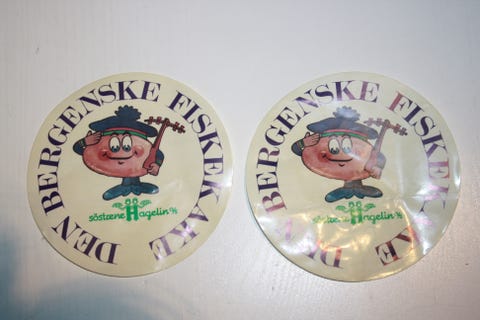 DEN BERGENSKE FISKEKAKE
söstrene Hagelin %
DEN BERGENSKE FISKEKAKE
söstrene Hagelin %